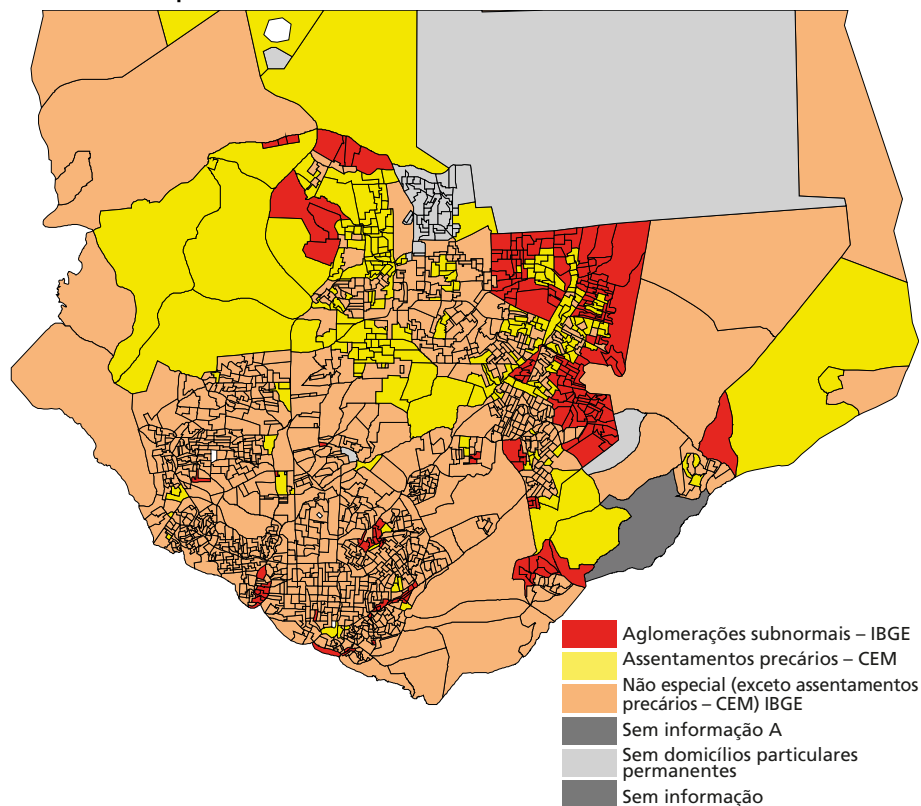 Aglomerações subnormais – IBGE
Assentamentos precários – CEM
Não especial (exceto assentamentos
precários – CEM) IBGE
Sem informação A
Sem domicílios particulares
permanentes
Sem informação